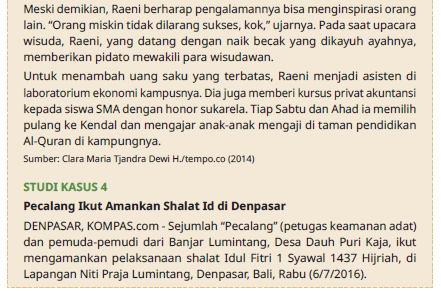 Meski demikian, Raeni berharap pengalamannya bisa menginspirasi orang
lain. “Orang miskin tidak dilarang sukses, kok,” ujarnya. Pada saat upacara
wisuda, Raeni, yang datang dengan naik becak yang dikayuh ayahnya,
memberikan pidato mewakili para wisudawan.
Untuk menambah uang saku yang terbatas, Raeni menjadi asisten di
laboratorium ekonomi kampusnya. Dia juga memberi kursus privat akuntansi
kepada siswa SMA dengan honor sukarela. Tiap Sabtu dan Ahad ia memilih
pulang ke Kendal dan mengajar anak-anak mengaji di taman pendidikan
Al-Quran di kampungnya.
Sumber: Clara Maria Tjandra Dewi H./tempo.co (2014)
STUDI KASUS 4
Pecalang Ikut Amankan Shalat Id di Denpasar
DENPASAR, KOMPAS.com - Sejumlah “Pecalang” (petugas keamanan adat)
dan pemuda-pemudi dari Banjar Lumintang, Desa Dauh Puri Kaja, ikut
mengamankan pelaksanaan shalat Idul Fitri 1 Syawal 1437 Hijriah, di
Lapangan Niti Praja Lumintang, Denpasar, Bali, Rabu (6/7/2016).